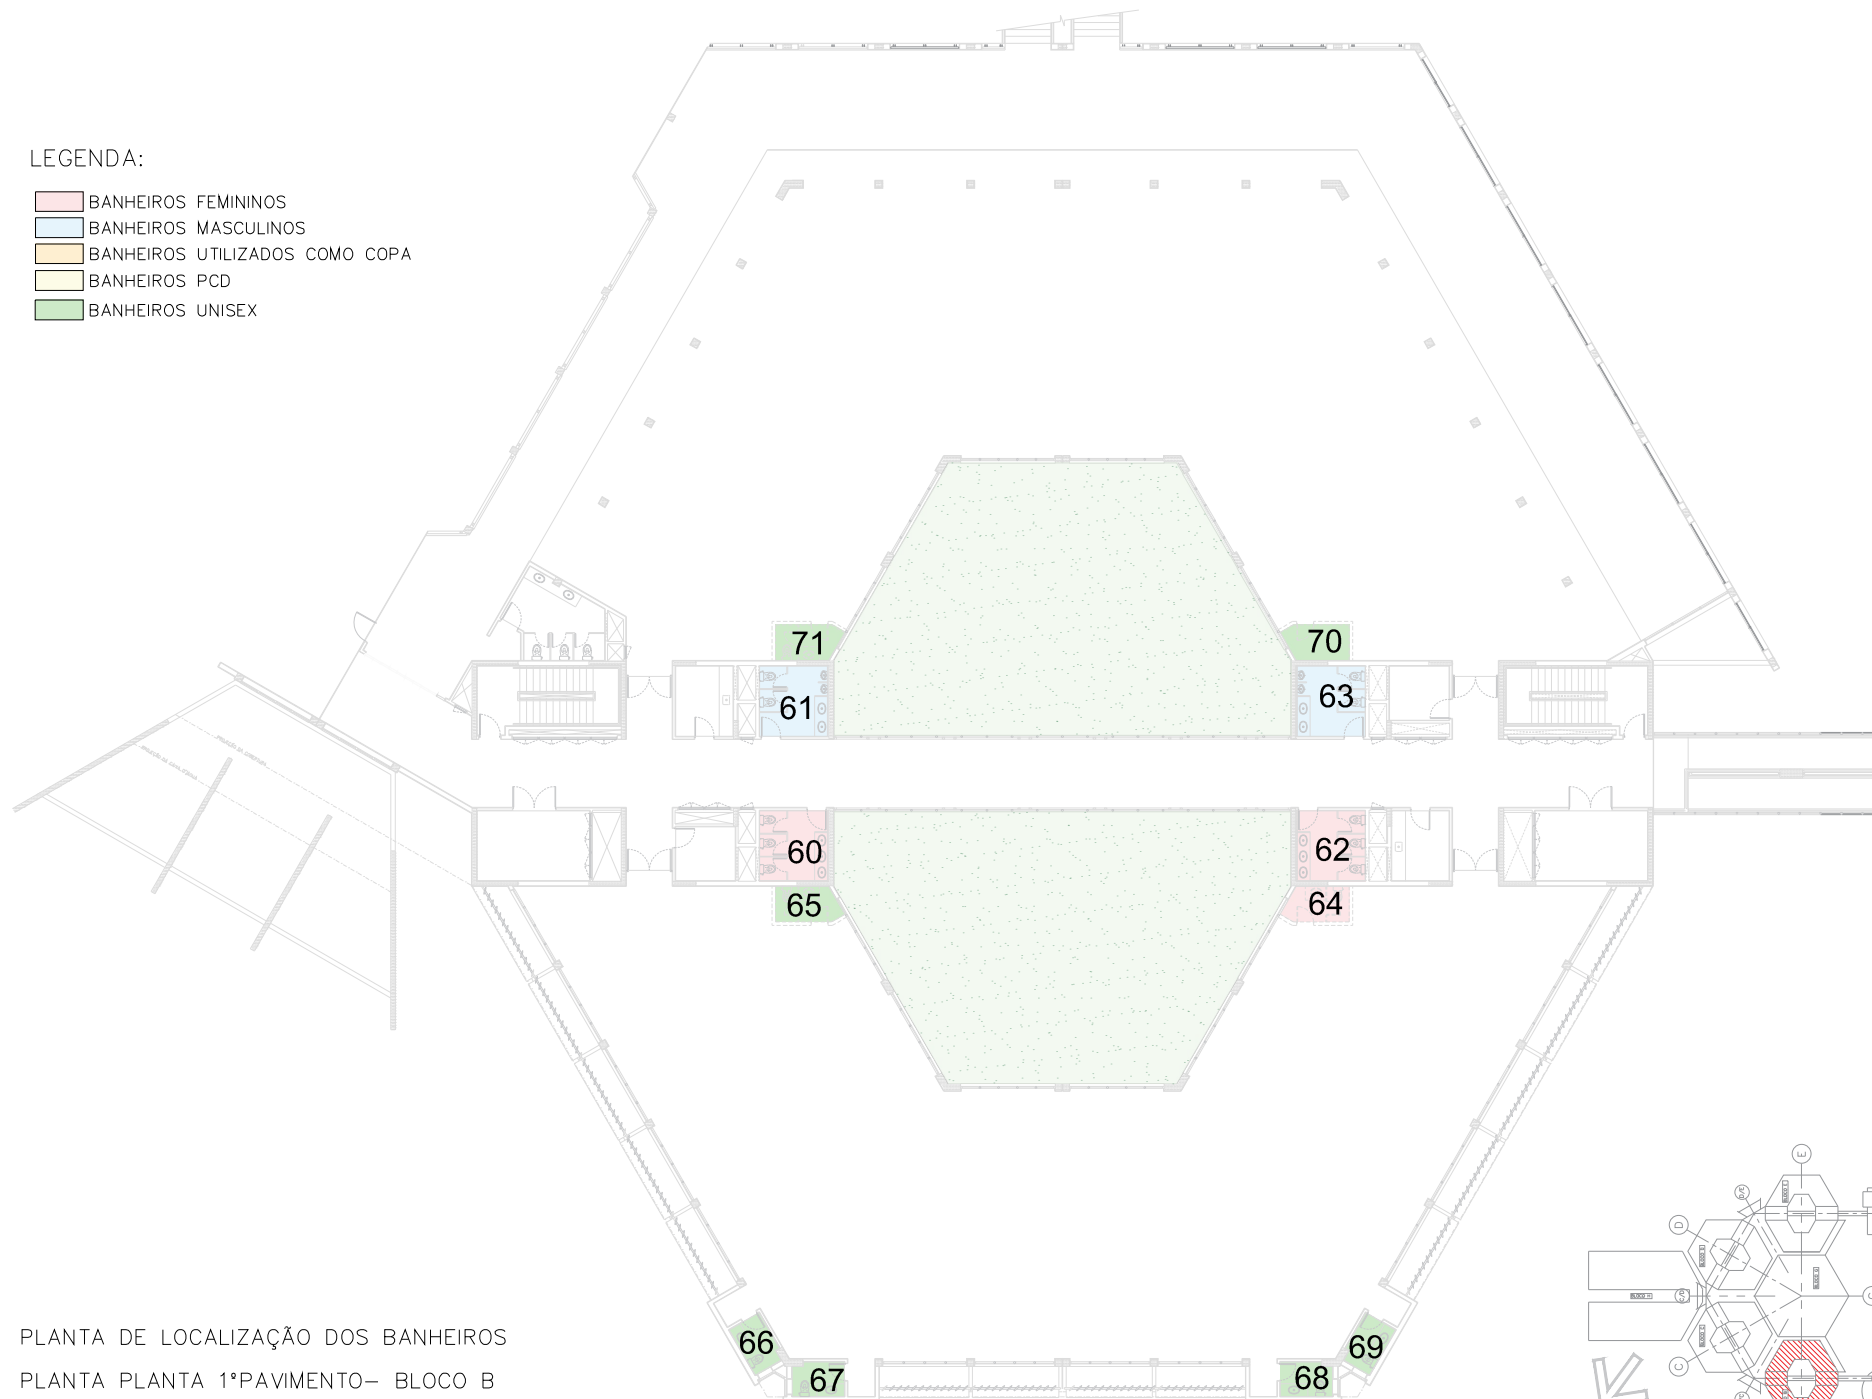 LEGENDA:
BANHEIROS FEMININOS
BANHEIROS MASCULINOS
BANHEIROS UTILIZADOS COMO COPA
BANHEIROS PCD
BANHEIROS UNISEX
71
70
61
63
60
62
65
64
66
69
67
68
E
D/E
D
C/D
C
PLANTA DE LOCALIZAÇÃO DOS BANHEIROS
PLANTA PLANTA 1°PAVIMENTO- BLOCO B